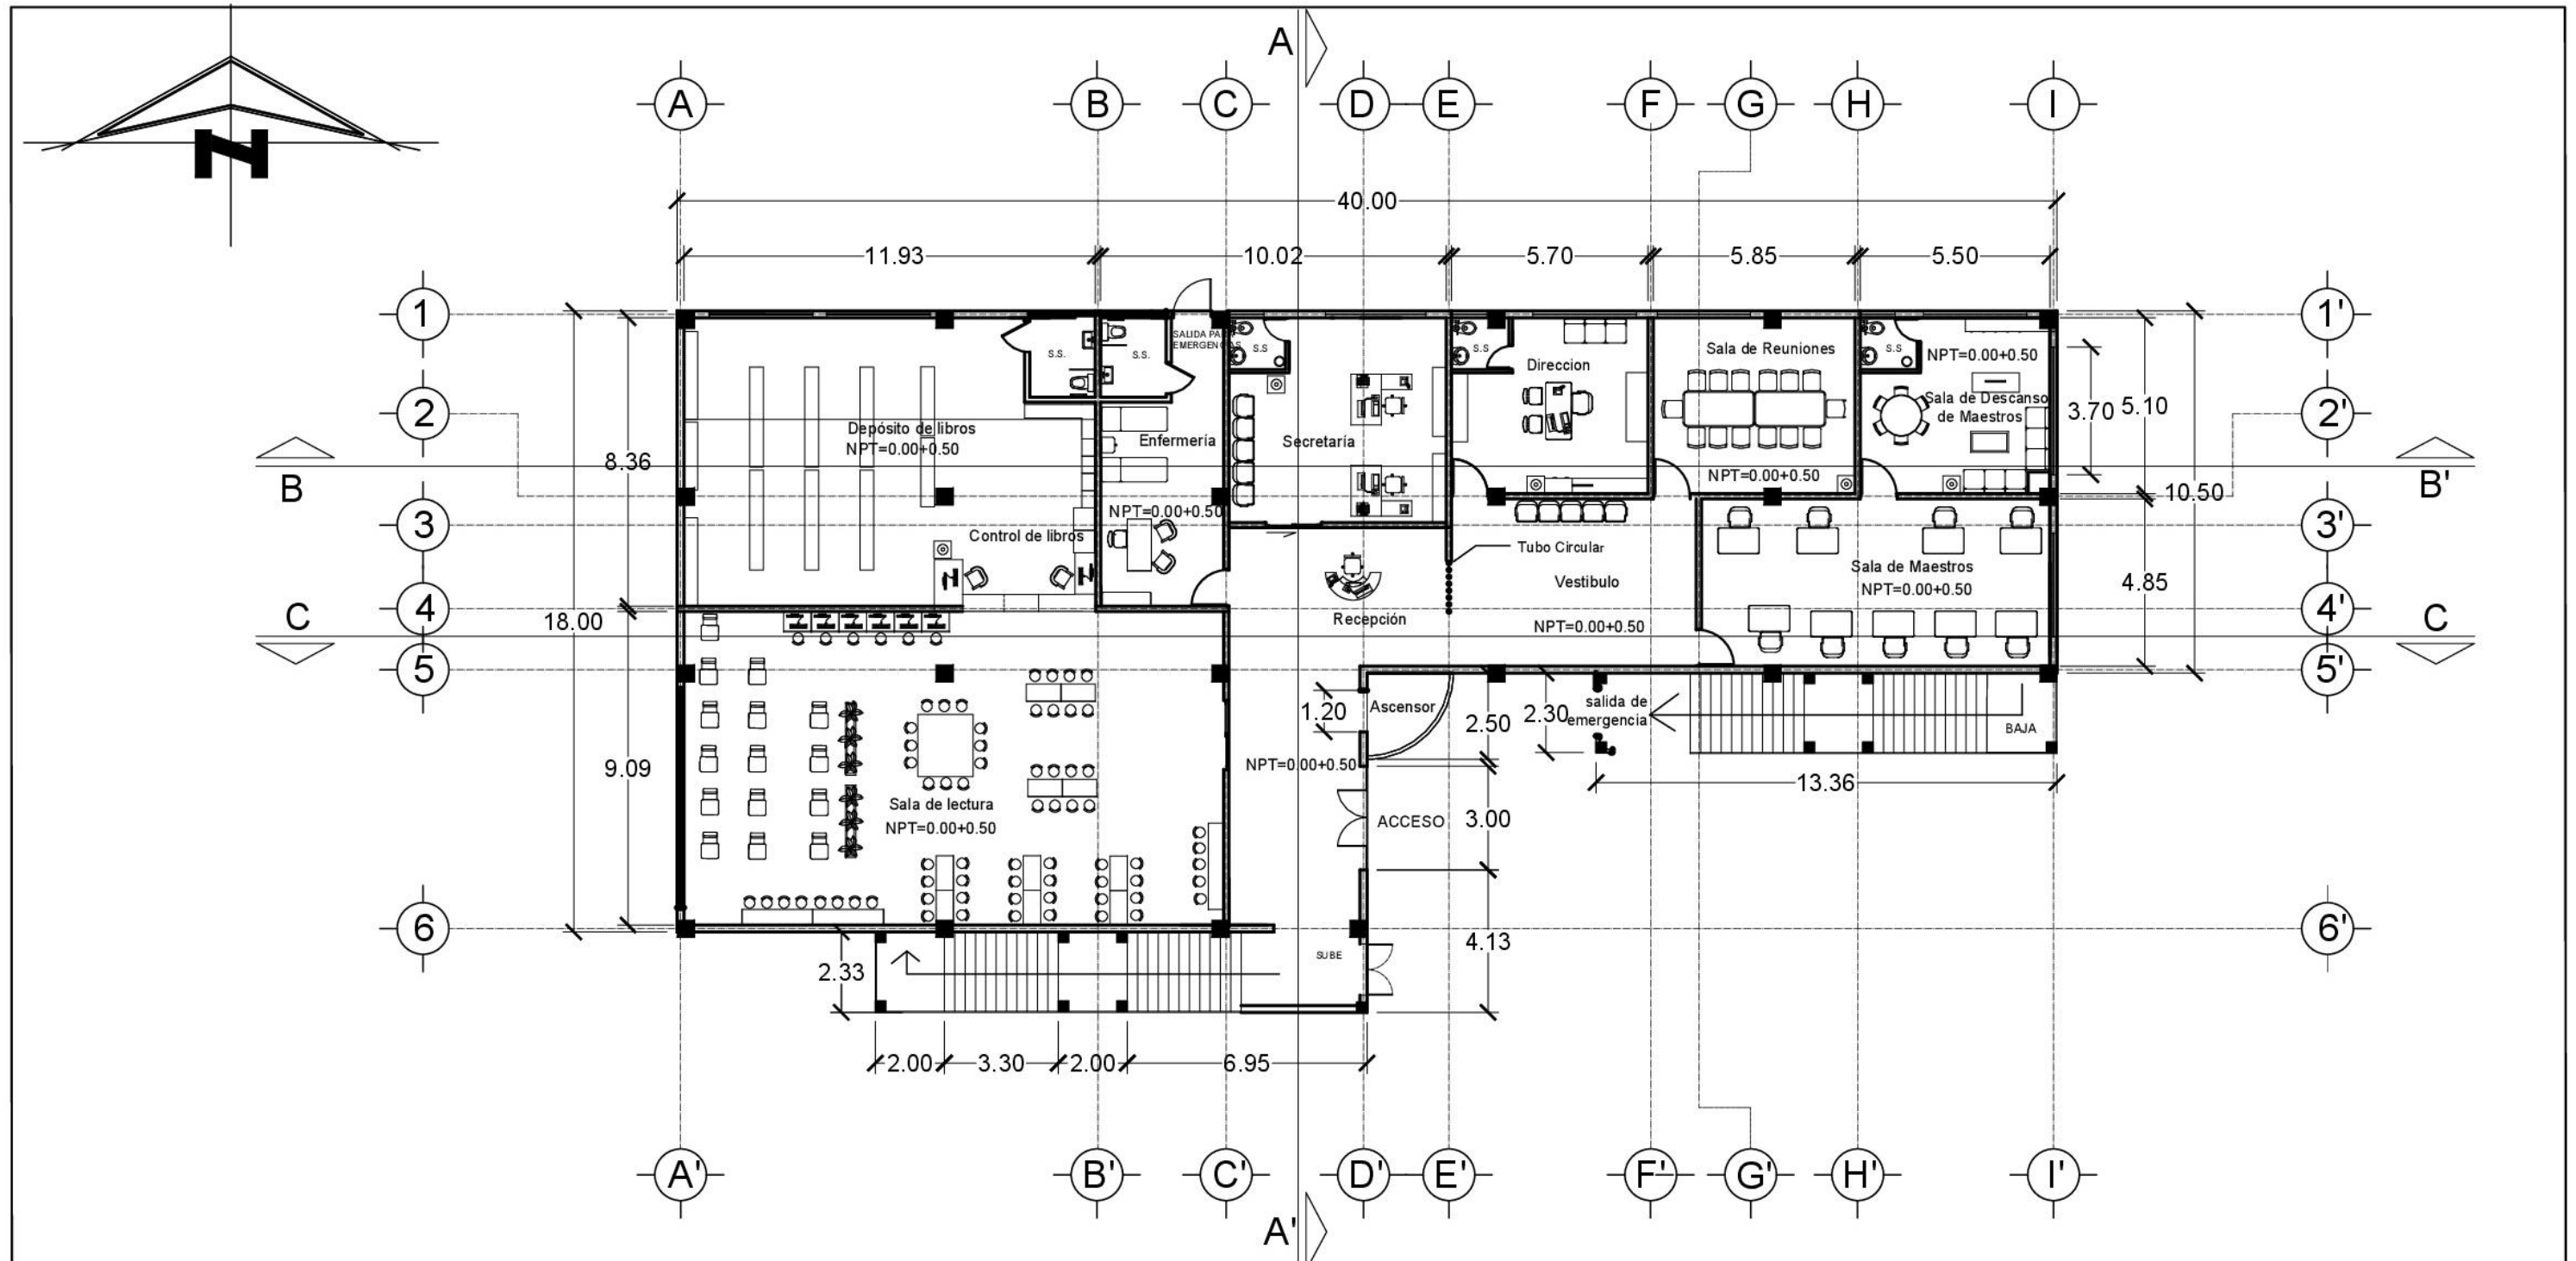 N
A
A
B
C
D
E
F
G
H
I
40.00
11.93
10.02
5.70
5.85
5.50
1
1'
S.S.
S.S.
SALIDA PA
EMERGENCIAS
S.S
S.S
Direccion
Sala de Reuniones
S.S
NPT=0.00+0.50
2
Depósito de libros
NPT=0.00+0.50
Enfermería
Secretaría
NPT=0.00+0.50
Sala de Descanso
de Maestros
3.70
5.10
2'
B
8.36
10.50
B'
3
NPT=0.00+0.50
Control de libros
Tubo Circular
3'
Vestibulo
Sala de Maestros
NPT=0.00+0.50
4.85
4
C
18.00
Recepción
NPT=0.00+0.50
4'
C
5
5'
1.20
Ascensor
2.50
2.30
salida de
emergencia
BAJA
9.09
NPT=0.00+0.50
13.36
Sala de lectura
NPT=0.00+0.50
ACCESO
3.00
6
6'
2.33
SUBE
4.13
2.00
3.30
2.00
6.95
A'
B'
C'
D'
E'
F'
G'
H'
I'
A'